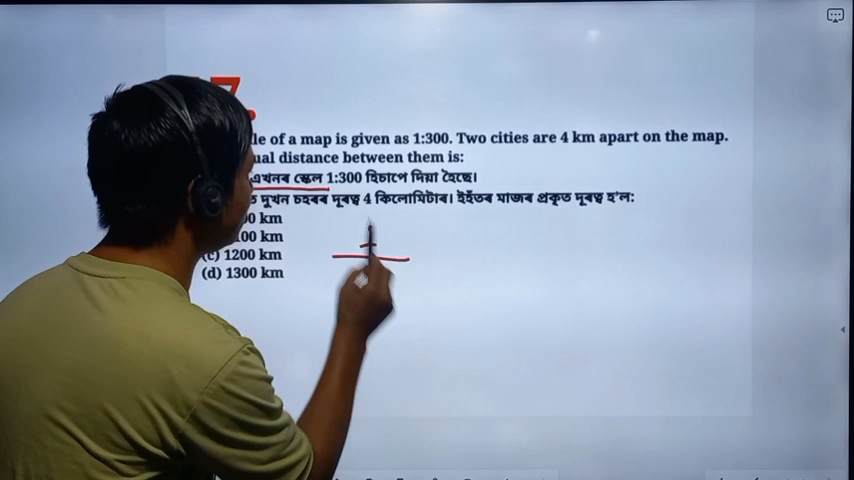 7.
le of a map is given as 1:300. Two cities are 4 km apart on the map.
ual distance between them is:
এখনৰ স্কেল 1:300 হিচাপে দিয়া হৈছে।
ত দুখন চহৰৰ দূৰত্ব 4 কিলোমিটাৰ। ইহঁতৰ মাজৰ প্ৰকৃত দূৰত্ব হ'ল:
00 km
100 km
(c) 1200 km
(d) 1300 km